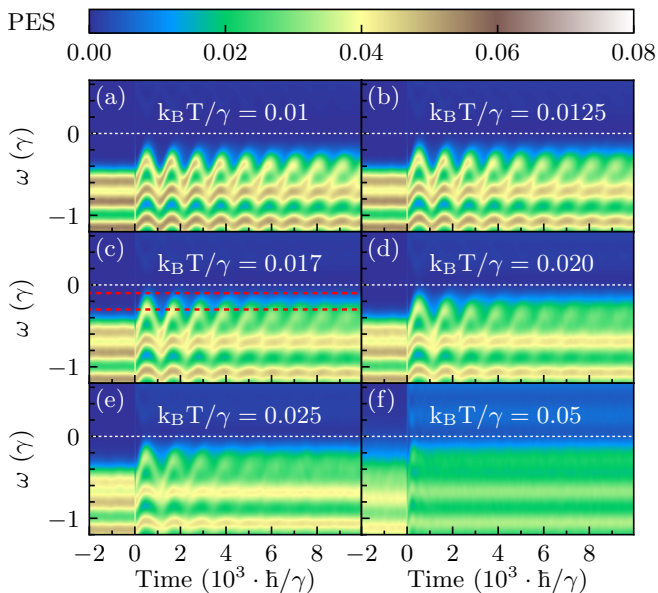 PES
0.00 0.02 0.04 0.06 0.08
(a) k_BT/γ = 0.01
(b) k_BT/γ = 0.0125
ω (γ)
0
−1
(c) k_BT/γ = 0.017
(d) k_BT/γ = 0.020
ω (γ)
0
−1
(e) k_BT/γ = 0.025
(f) k_BT/γ = 0.05
ω (γ)
0
−1
−2 0 2 4 6 8
−2 0 2 4 6 8
Time (10³ · ħ/γ)
Time (10³ · ħ/γ)